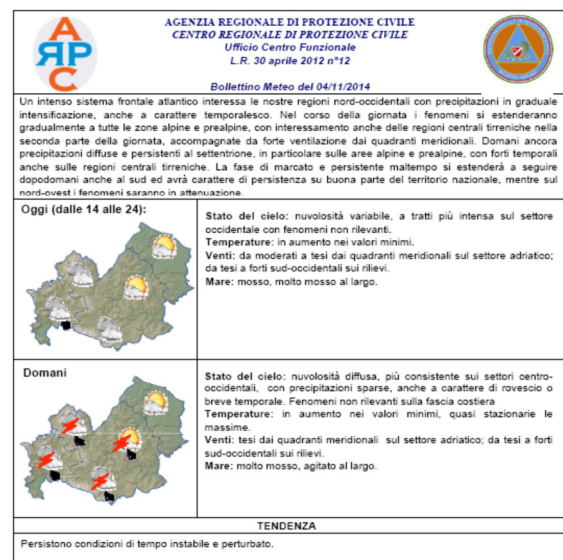 ARPC
AGENZIA REGIONALE DI PROTEZIONE CIVILE
CENTRO REGIONALE DI PROTEZIONE CIVILE
Ufficio Centro Funzionale
L.R. 30 aprile 2012 n°12
Bollettino Meteo del 04/11/2014
Un intenso sistema frontale atlantico interessa le nostre regioni nord-occidentali con precipitazioni in graduale
intensificazione, anche a carattere temporalesco. Nel corso della giornata i fenomeni si estenderanno
gradualmente a tutte le zone alpine e prealpine, con interessamento anche delle regioni centrali tirreniche nella
seconda parte della giornata, accompagnate da forte ventilazione dai quadranti meridionali. Domani ancora
precipitazioni diffuse e persistenti al settentrione, in particolare sulle aree alpine e prealpine, con forti temporali
anche sulle regioni centrali tirreniche. La fase di marcato e persistente maltempo si estenderà a seguire
dopodomani anche al sud ed avrà carattere di persistenza su buona parte del territorio nazionale, mentre sul
nord-ovest i fenomeni saranno in attenuazione.
Oggi (dalle 14 alle 24):
Stato del cielo: nuvolosità variabile, a tratti più intensa sul settore
occidentale con fenomeni non rilevanti.
Temperature: in aumento nei valori minimi.
Venti: da moderati a tesi dai quadranti meridionali sul settore adriatico;
da tesi a forti sud-occidentali sui rilievi.
Mare: mosso, molto mosso al largo.
Domani
Stato del cielo: nuvolosità diffusa, più consistente sui settori centro-
occidentali, con precipitazioni sparse, anche a carattere di rovescio o
breve temporale. Fenomeni non rilevanti sulla fascia costiera
Temperature: in aumento nei valori minimi, quasi stazionarie le
massime.
Venti: tesi dai quadranti meridionali sul settore adriatico; da tesi a forti
sud-occidentali sui rilievi.
Mare: molto mosso, agitato al largo.
TENDENZA
Persistono condizioni di tempo instabile e perturbato.